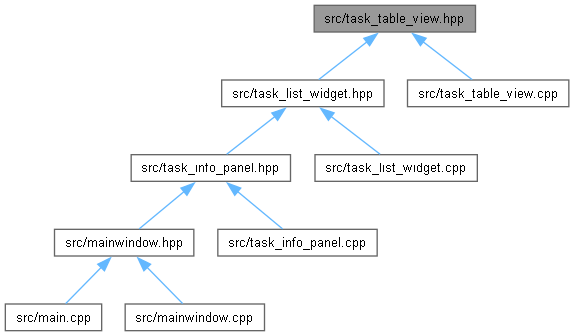 src/task_table_view.hpp
src/task_list_widget.hpp
src/task_table_view.cpp
src/task_info_panel.hpp
src/task_list_widget.cpp
src/mainwindow.hpp
src/task_info_panel.cpp
src/main.cpp
src/mainwindow.cpp